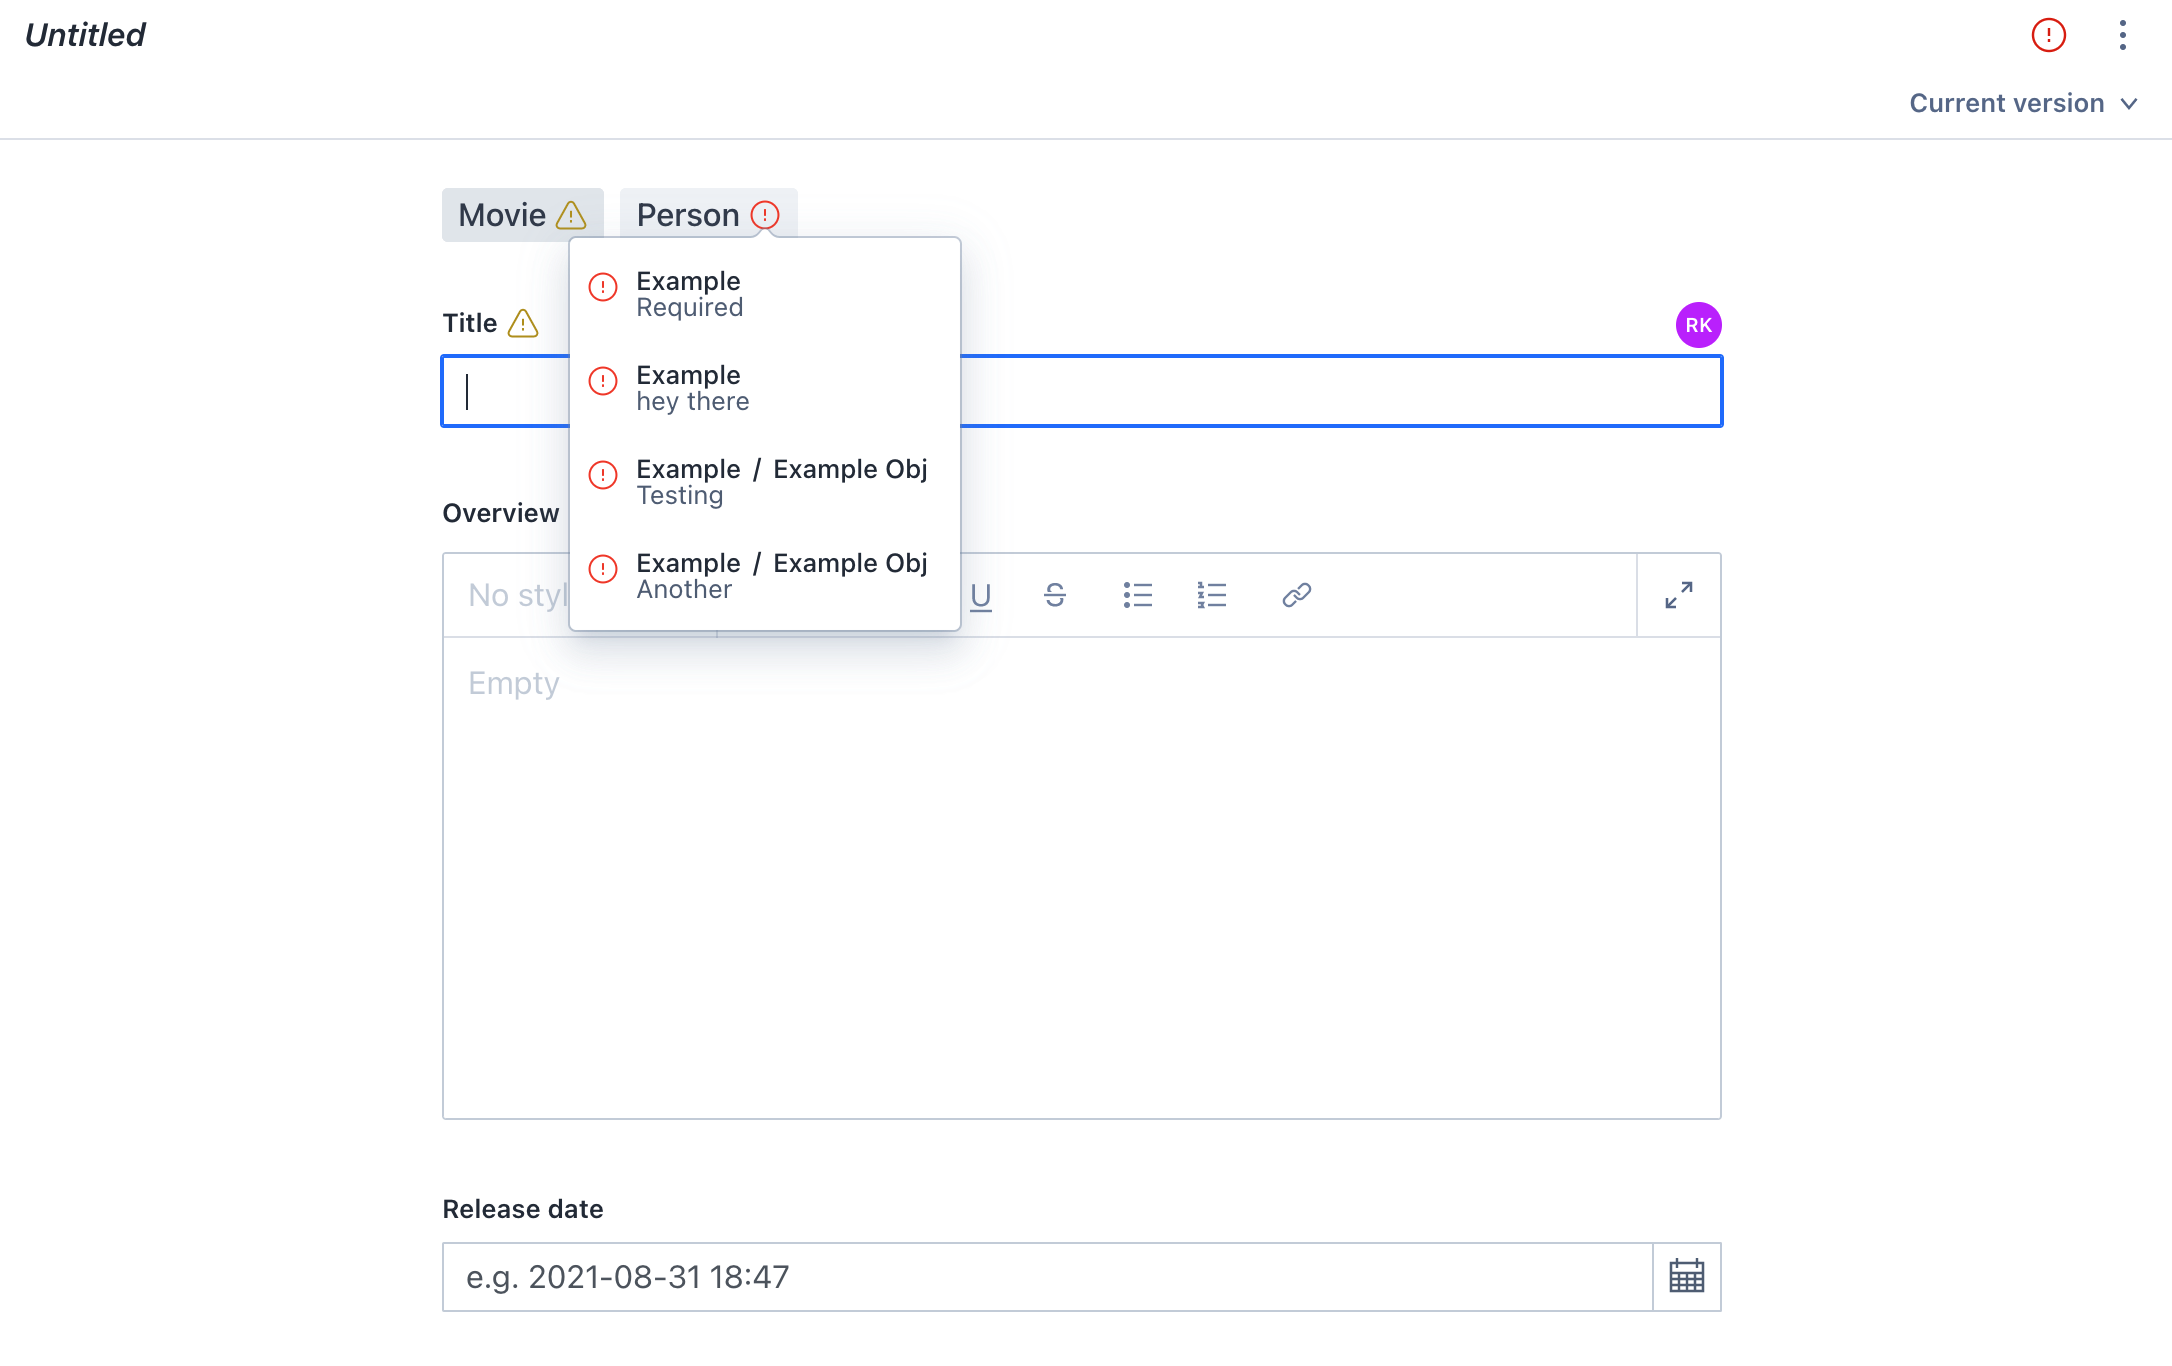 Untitled
Current version
Movie
Person
Example
Required
Example
hey there
Example / Example Obj
Testing
Example / Example Obj
Another
Title
RK
Overview
No styl
U
S
Empty
Release date
e.g. 2021-08-31 18:47